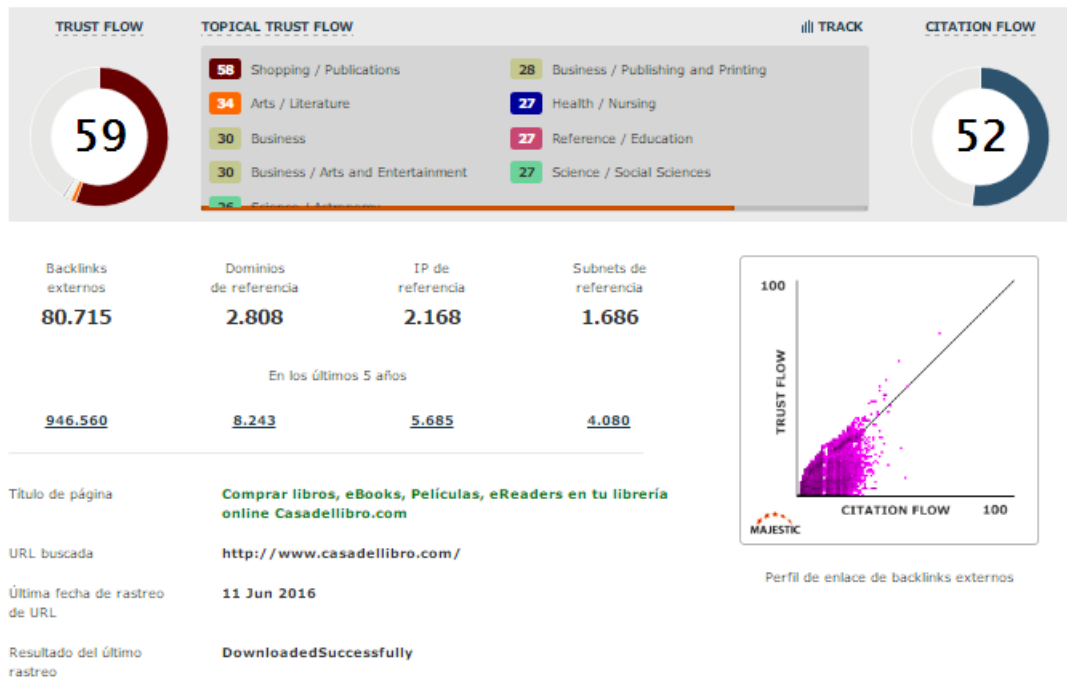 TRUST FLOW
TOPICAL TRUST FLOW
TRACK
CITATION FLOW
59
58 Shopping / Publications
34 Arts / Literature
30 Business
30 Business / Arts and Entertainment
26 Science / Astronomy
28 Business / Publishing and Printing
27 Health / Nursing
27 Reference / Education
27 Science / Social Sciences
52
Backlinks
externos
80.715
Dominios
de referencia
2.808
IP de
referencia
2.168
Subnets de
referencia
1.686
En los últimos 5 años
946.560
8.243
5.685
4.080
Título de página
Comprar libros, eBooks, Películas, eReaders en tu librería
online Casadellibro.com
URL buscada
http://www.casadellibro.com/
Última fecha de rastreo
de URL
11 Jun 2016
Resultado del último
rastreo
DownloadedSuccessfully
100
TRUST FLOW
CITATION FLOW
100
MAJESTIC
Perfil de enlace de backlinks externos